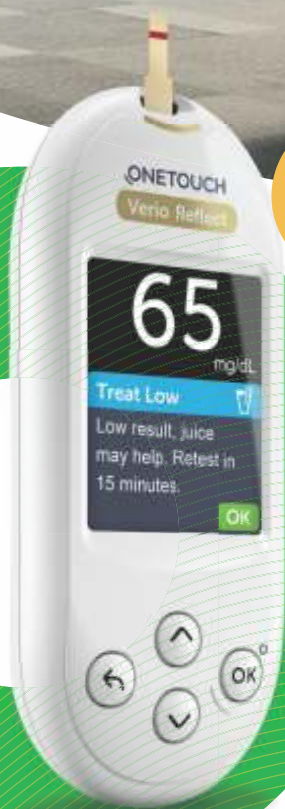 ONETOUCH
Verio Reflect
65
mg/dL
Treat Low
Low result, juice
may help. Retest in
15 minutes.
OK
OK